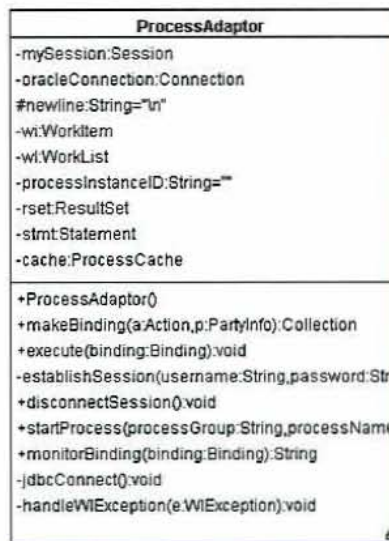 ProcessAdaptor
-mySession:Session
-oracleConnection:Connection
#newline:String="\n"
-wi:WorkItem
-wl:WorkList
-processInstanceID:String=""
-rset:ResultSet
-stmt:Statement
-cache:ProcessCache
+ProcessAdaptor()
+makeBinding(a:Action,p:PartyInfo):Collection
+execute(binding:Binding):void
-establishSession(username:String,password:Str
+disconnectSession():void
+startProcess(processGroup:String,processName
+monitorBinding(binding:Binding):String
-jdbcConnect():void
-handleWIException(e:WIException):void